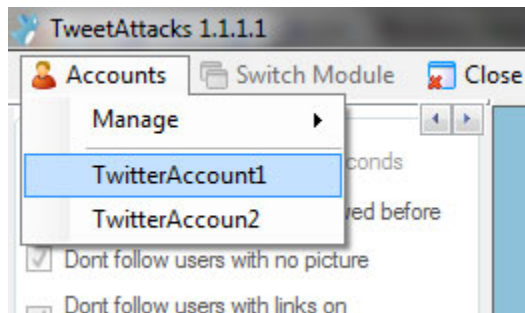 TweetAttacks 1.1.1.1
Accounts Switch Module Close
Manage
TwitterAccount1 conds
TwitterAccoun2 wed before
Dont follow users with no picture
Dont follow users with links on